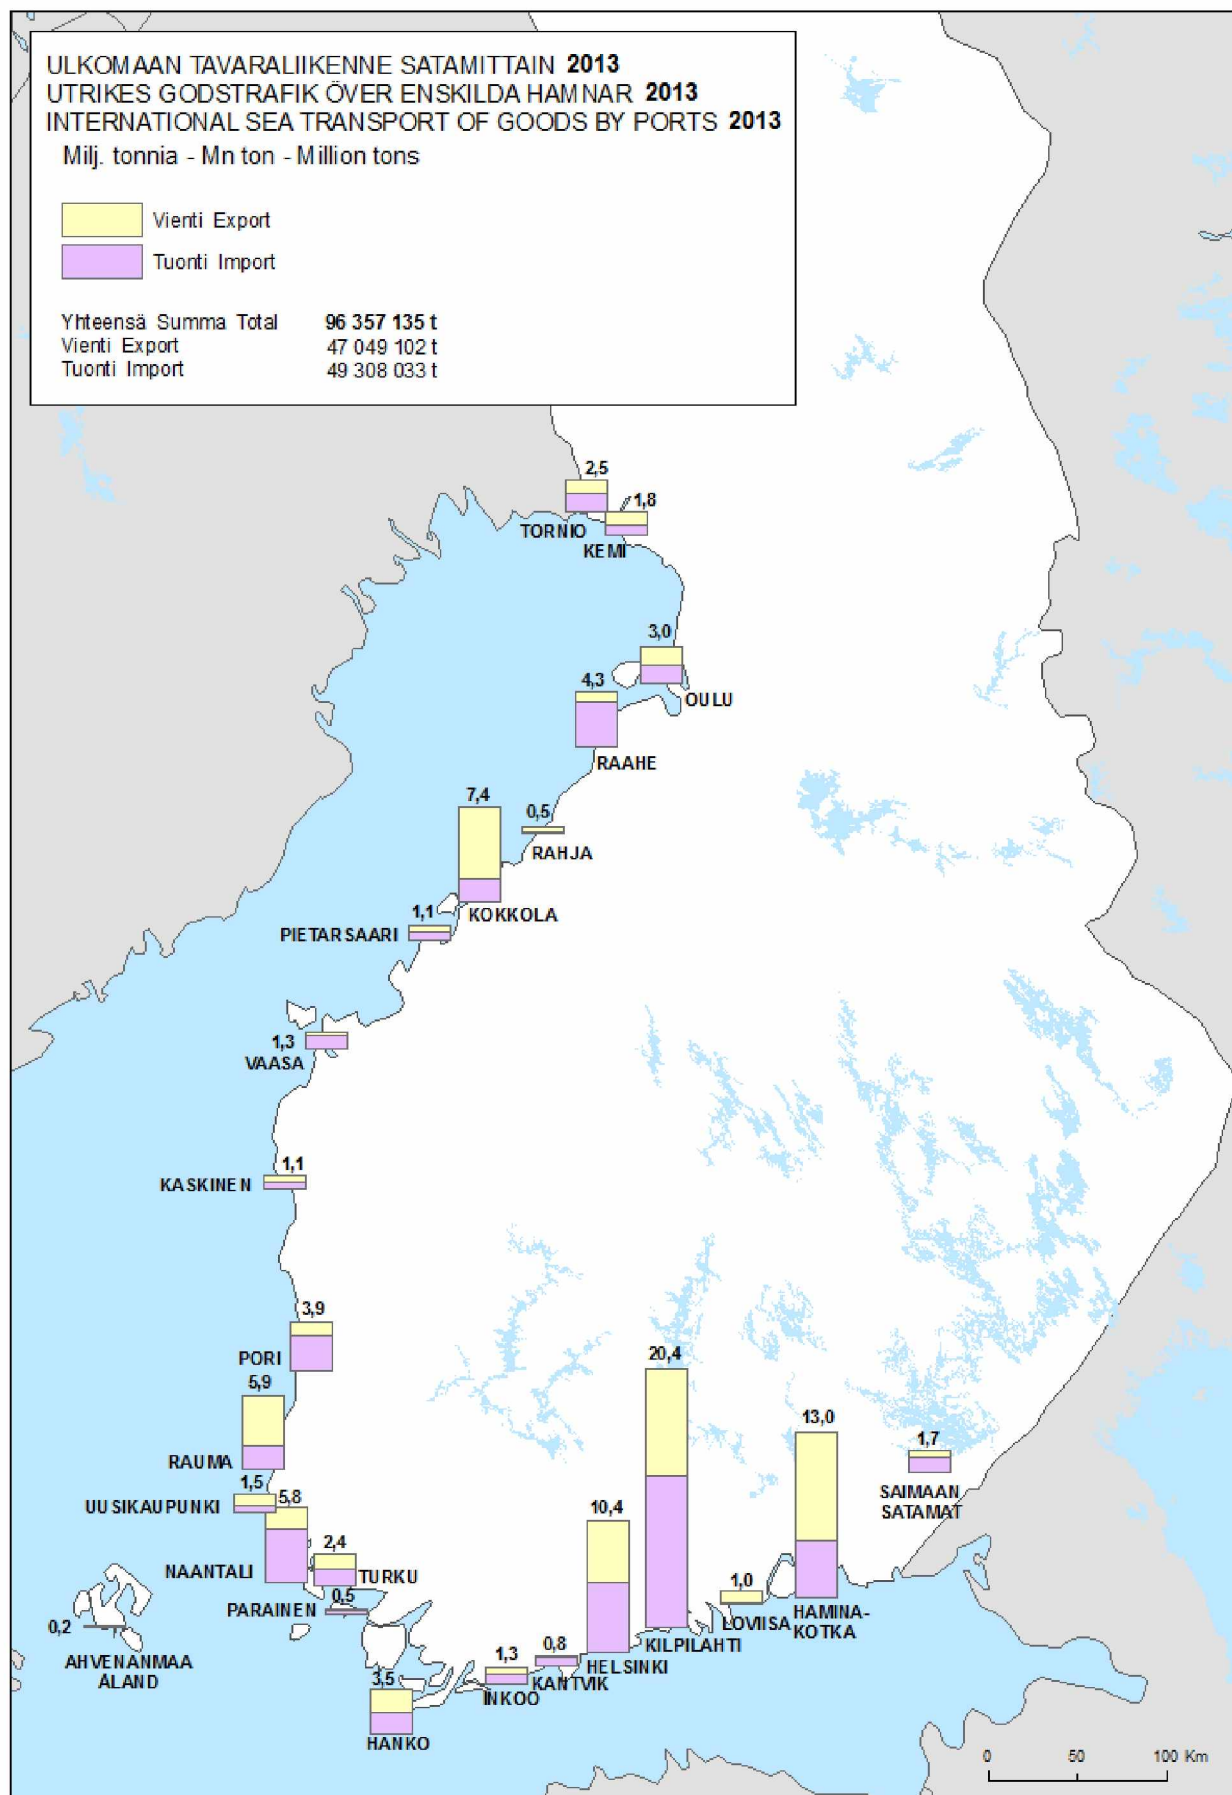 ULKOMAAN TAVARALIIKENNE SATAMITTAIN 2013
UTRIKES GODSTRAFIK ÖVER ENSKILDA HAMNAR 2013
INTERNATIONAL SEA TRANSPORT OF GOODS BY PORTS 2013
Milj. tonnia - Mn ton - Million tons
Vienti Export
Tuonti Import
Yhteensä Summa Total 96 357 135 t
Vienti Export 47 049 102 t
Tuonti Import 49 308 033 t
2,5
TORNIO
1,8
KEMI
3,0
OULU
4,3
RAAHE
0,5
RAHJA
7,4
KOKKOLA
1,1
PIETARSAARI
1,3
VAASA
1,1
KASKINEN
3,9
PORI
5,9
RAUMA
1,5
UUSIKAUPUNKI
5,8
NAANTALI
2,4
TURKU
0,5
PARAINEN
0,2
AHVENANMAA
ÅLAND
3,5
HANKO
1,3
INKOO
0,8
KANTVIK
10,4
HELSINKI
20,4
KILPILAHTI
1,0
LOVIISA
13,0
HAMINA-
KOTKA
1,7
SAIMAAN
SATAMAT
0 50 100 Km